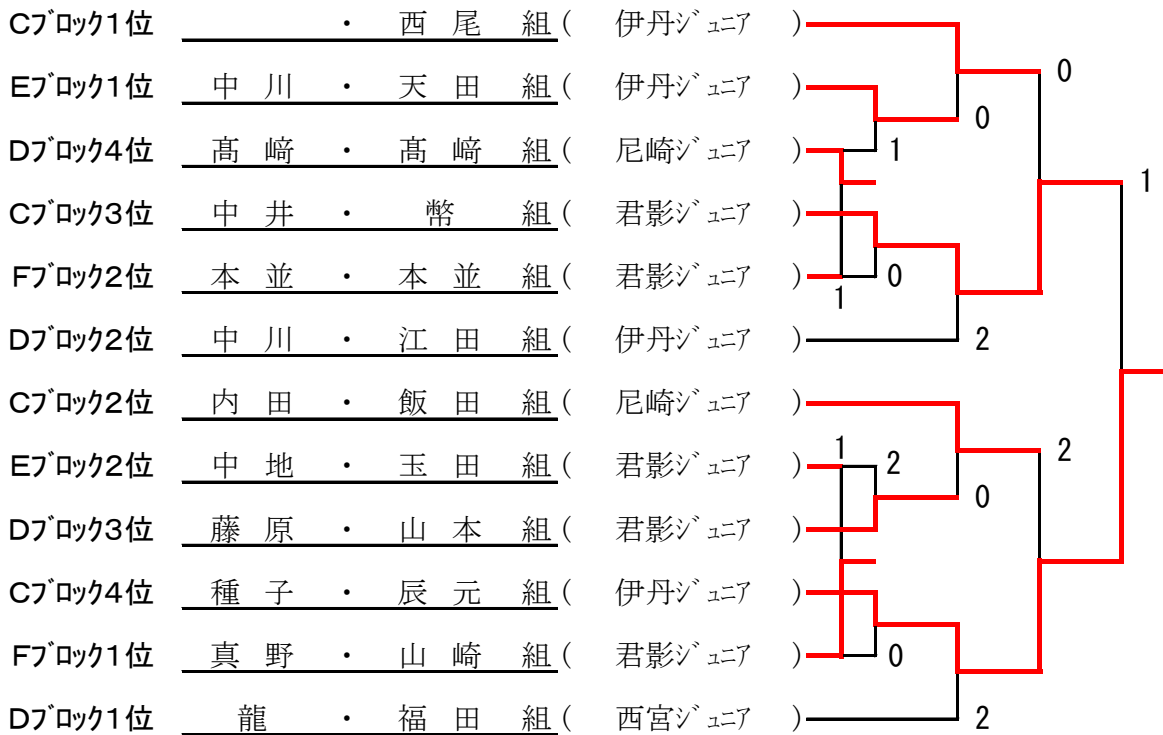 Cブロック1位 ・ 西尾 組( 伊丹ジュニア ) 0
Eブロック1位 中川 ・ 天田 組( 伊丹ジュニア ) 0
Dブロック4位 髙﨑 ・ 髙﨑 組( 尼崎ジュニア ) 1 1
Cブロック3位 中井 ・ 幣 組( 君影ジュニア )
Fブロック2位 本並 ・ 本並 組( 君影ジュニア ) 1 0
Dブロック2位 中川 ・ 江田 組( 伊丹ジュニア ) 2
Cブロック2位 内田 ・ 飯田 組( 尼崎ジュニア )
Eブロック2位 中地 ・ 玉田 組( 君影ジュニア ) 1 2 2
Dブロック3位 藤原 ・ 山本 組( 君影ジュニア ) 0
Cブロック4位 種子 ・ 辰元 組( 伊丹ジュニア )
Fブロック1位 真野 ・ 山崎 組( 君影ジュニア ) 0
Dブロック1位 龍 ・ 福田 組( 西宮ジュニア ) 2